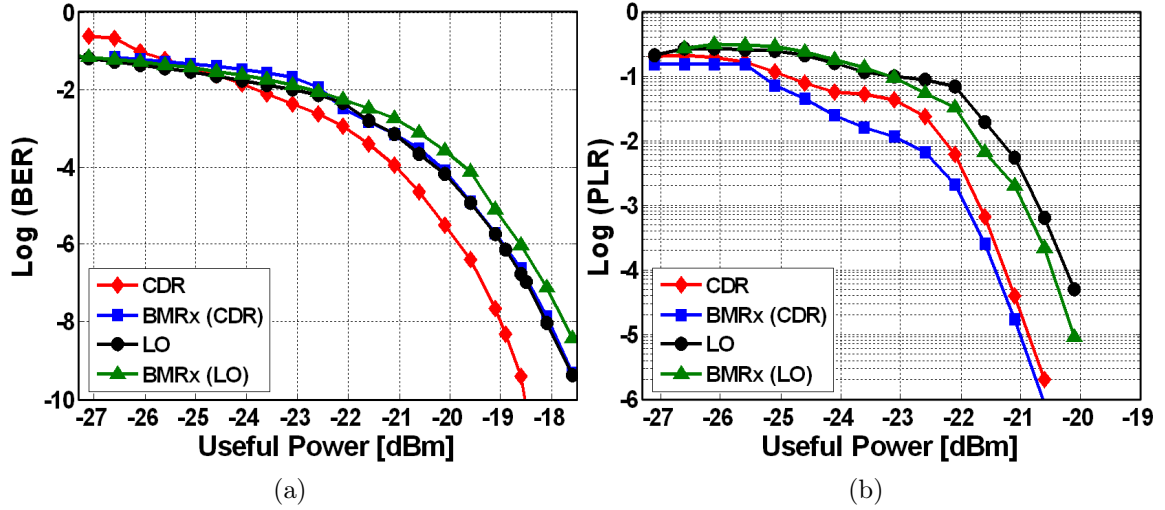 0
-2
-4
-6
-8
-10
Log (BER)
CDR
BMRx (CDR)
LO
BMRx (LO)
-27 -26 -25 -24 -23 -22 -21 -20 -19 -18
Useful Power [dBm]
(a)
0
-1
-2
-3
-4
-5
-6
Log (PLR)
CDR
BMRx (CDR)
LO
BMRx (LO)
-27 -26 -25 -24 -23 -22 -21 -20 -19
Useful Power [dBm]
(b)